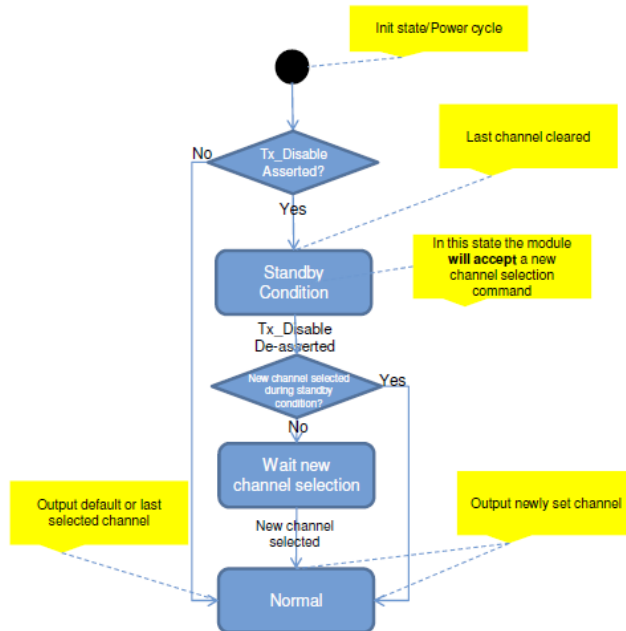 Init state/Power cycle
Last channel cleared
No
Tx_Disable
Asserted?
Yes
In this state the module
will accept a new
channel selection
command
Standby
Condition
Tx_Disable
De-asserted
New channel selected
during standby
condition?
Yes
No
Wait new
channel selection
Output default or last
selected channel
Output newly set channel
New channel
selected
Normal